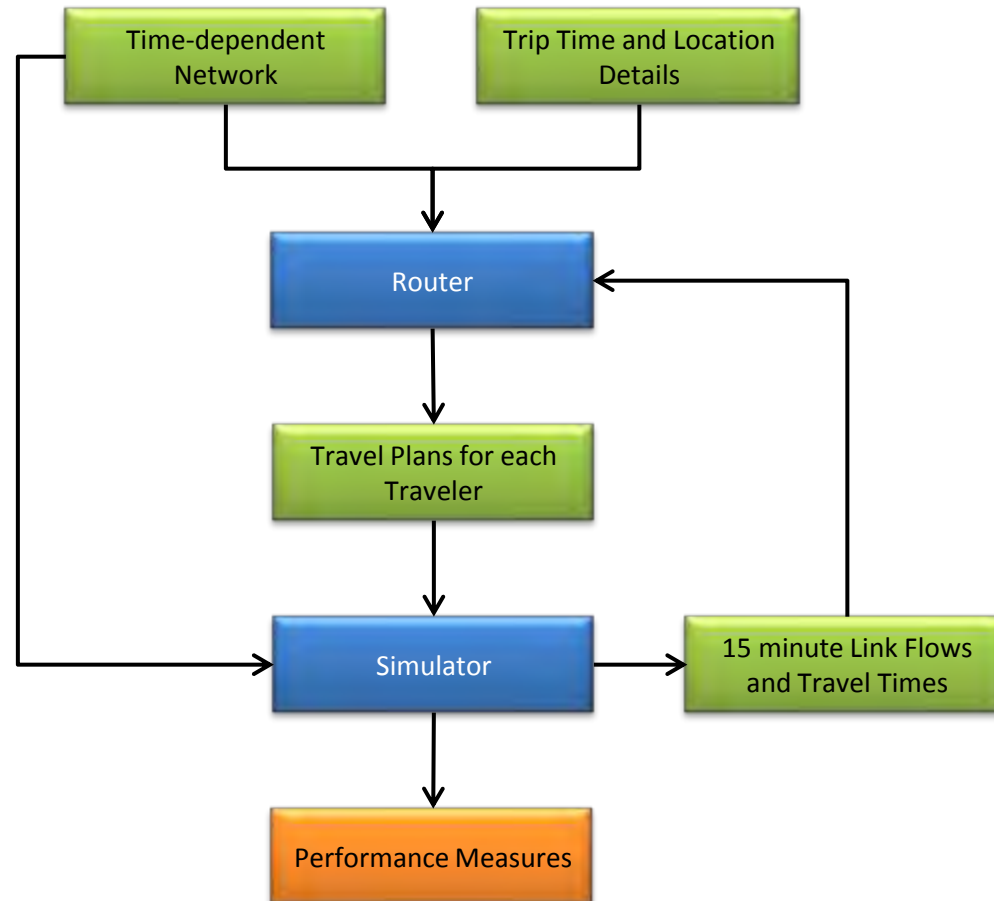 Time-dependent
Network
Trip Time and Location
Details
Router
Travel Plans for each
Traveler
Simulator
15 minute Link Flows
and Travel Times
Performance Measures